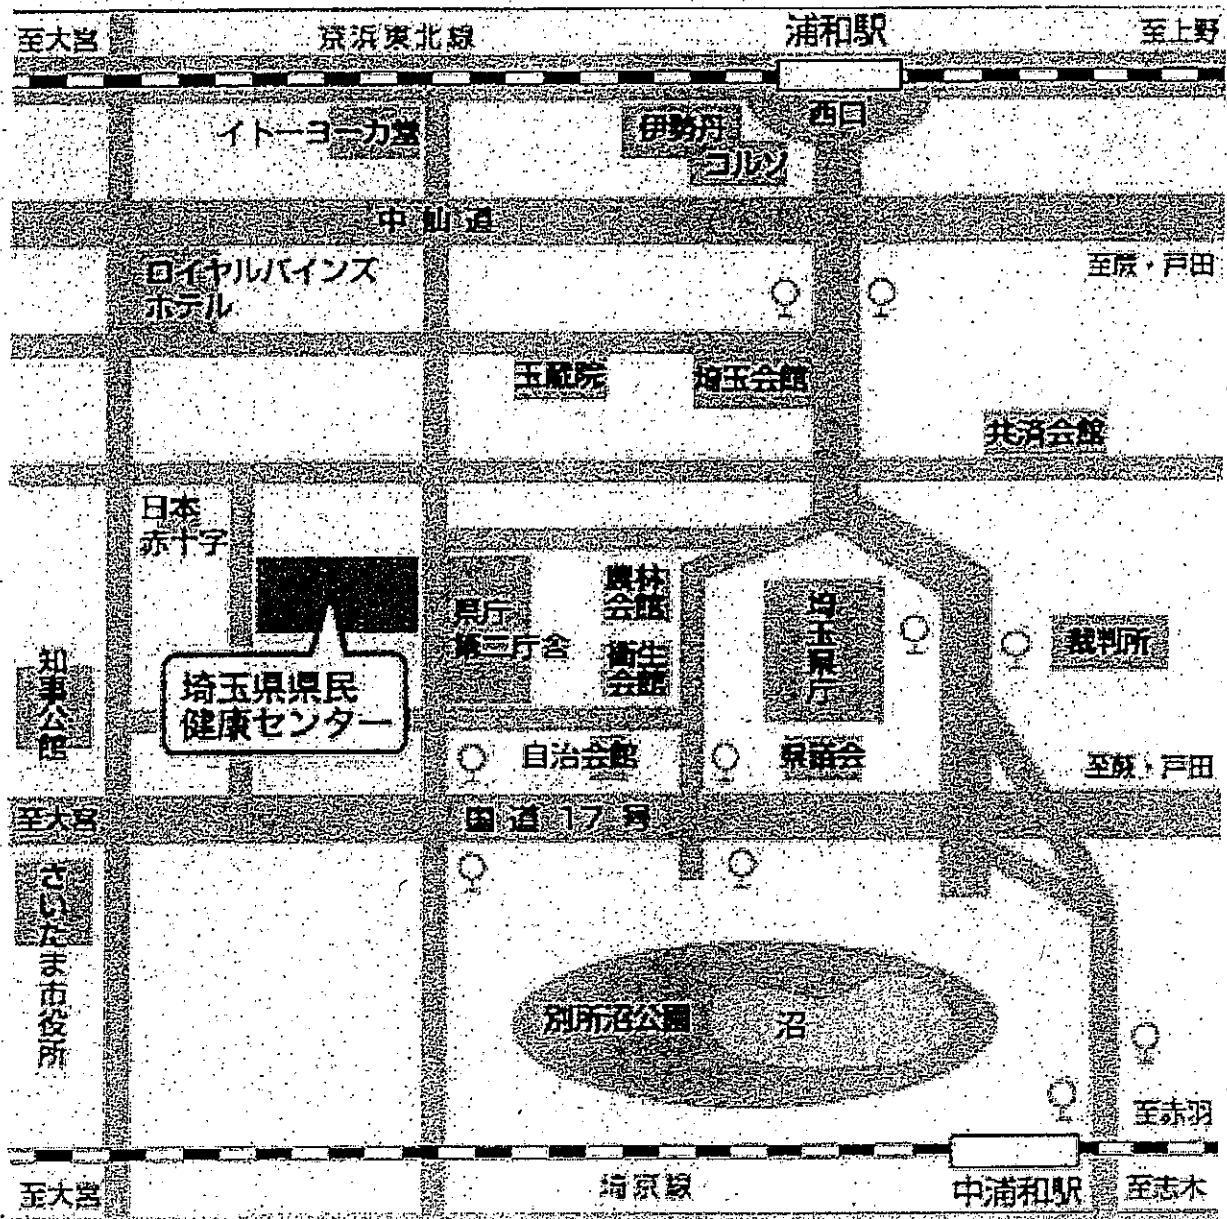 至大宮
京浜東北線
浦和駅
至上野
西口
イトーヨーカ堂
伊勢丹
コルソ
中山道
ロイヤルパインズ
ホテル
至蕨・戸田
玉蔵院
埼玉会館
共済会館
日本
赤十字
県庁
第三庁舎
農林
会館
衛生
会館
埼玉県庁
裁判所
知事公館
埼玉県県民
健康センター
自治会館
県議会
至蕨・戸田
至大宮
国道17号
さいたま市役所
別所沼公園
沼
至赤羽
至大宮
埼京線
中浦和駅
至志木